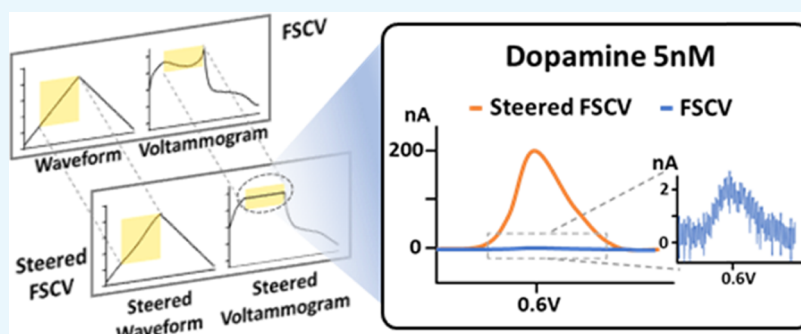 FSCV
Waveform
Voltammogram
Steered
FSCV
Steered
Waveform
Steered
Voltammogram
Dopamine 5nM
Steered FSCV
FSCV
nA
200
0
0.6V
nA
2
0
0.6V